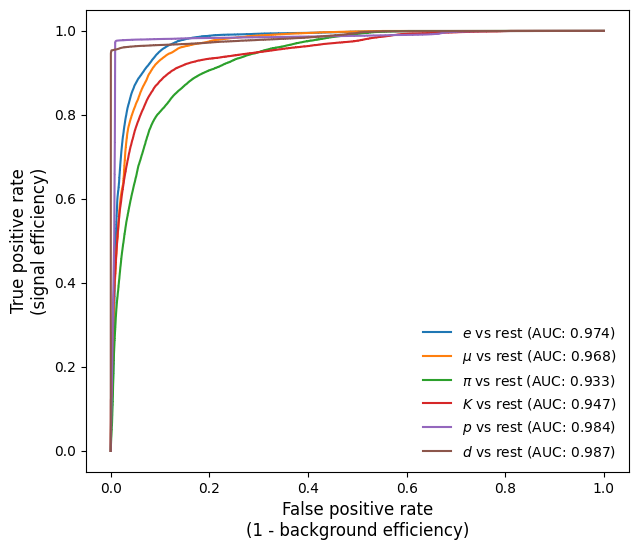 1.0
0.8
0.6
0.4
0.2
0.0
True positive rate
(signal efficiency)
e vs rest (AUC: 0.974)
μ vs rest (AUC: 0.968)
π vs rest (AUC: 0.933)
K vs rest (AUC: 0.947)
p vs rest (AUC: 0.984)
d vs rest (AUC: 0.987)
0.0 0.2 0.4 0.6 0.8 1.0
False positive rate
(1 - background efficiency)